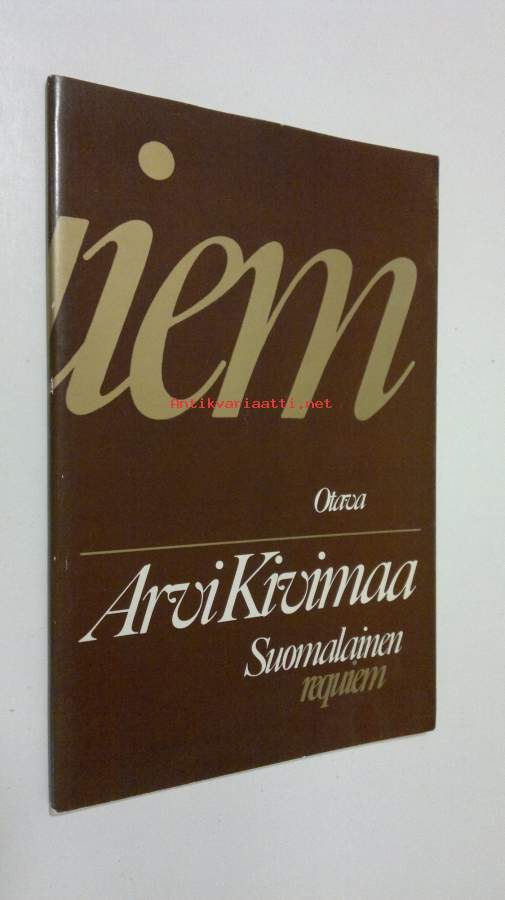 uiem
Antikvariaatti.net
Otava
Arvi Kivimaa
Suomalainen
requiem